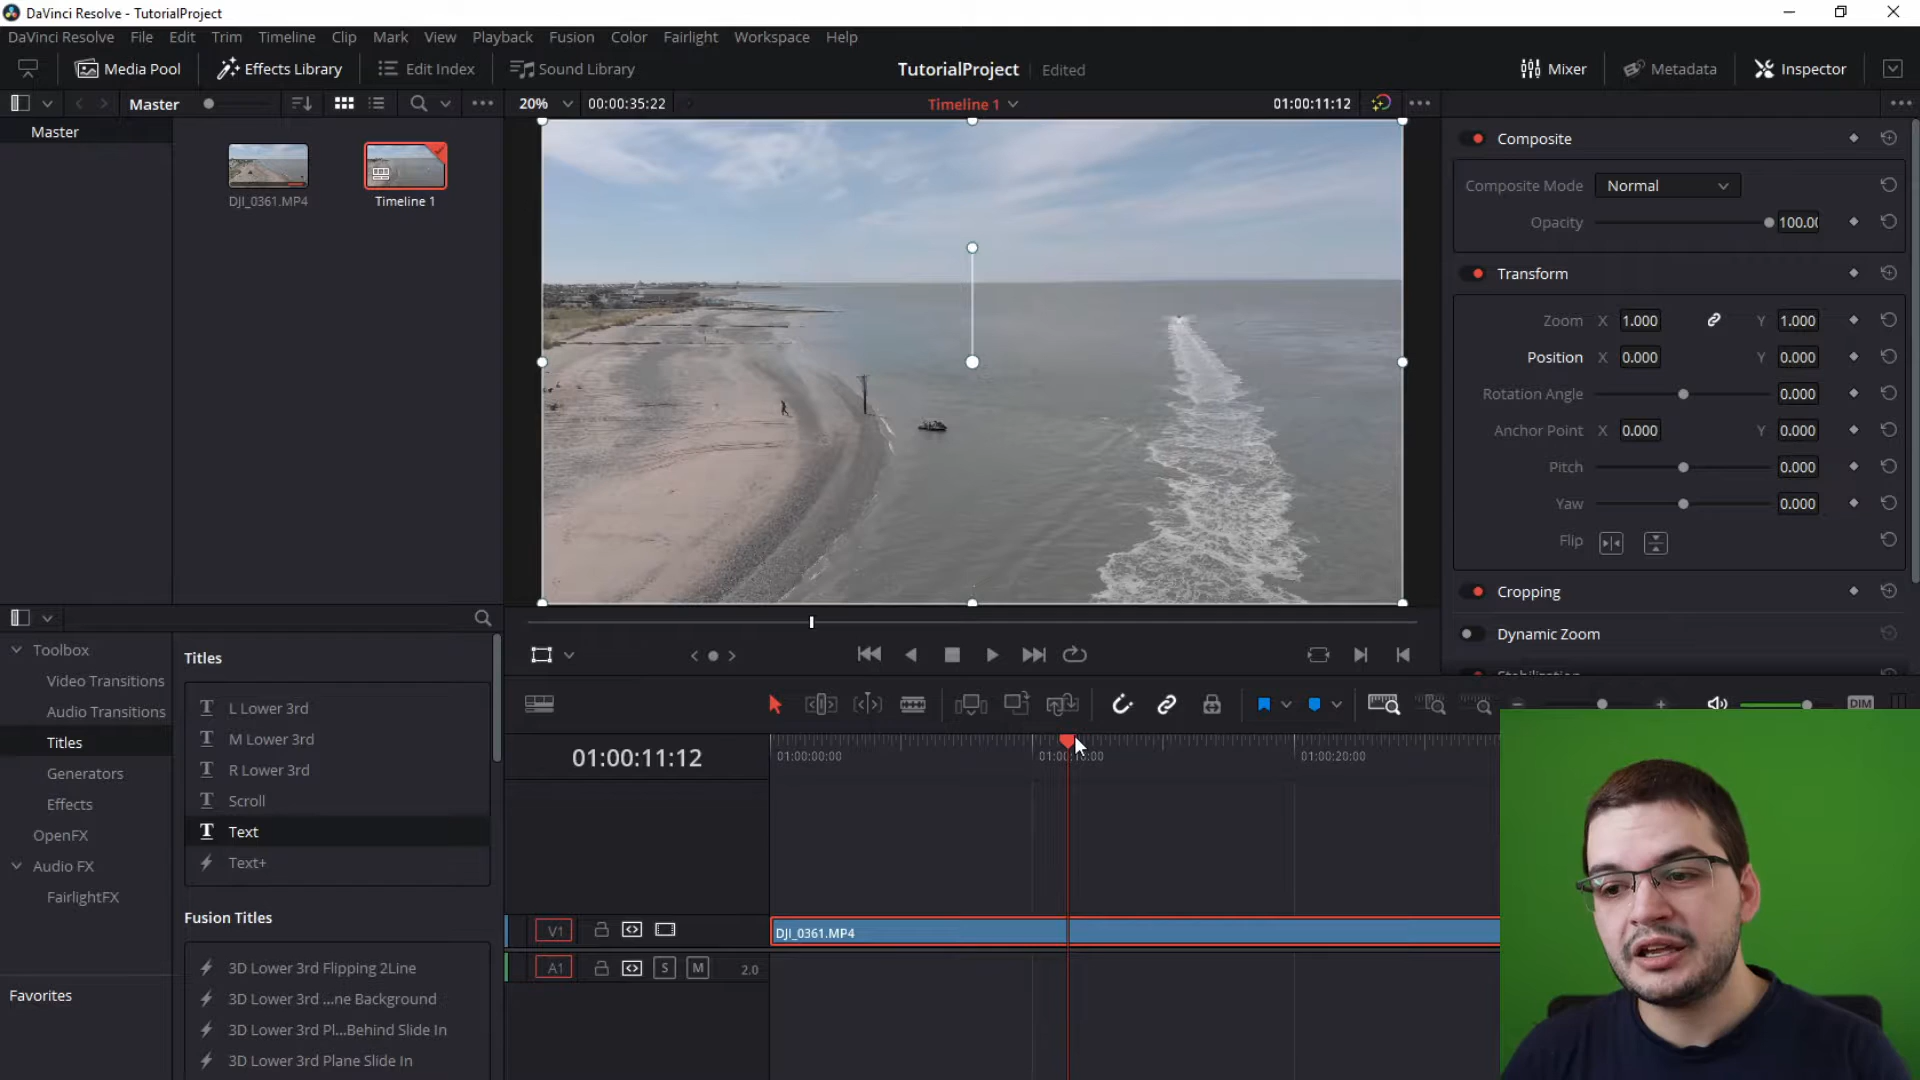 DaVinci Resolve - TutorialProject
DaVinci Resolve File Edit Trim Timeline Clip Mark View Playback Fusion Color Fairlight Workspace Help
Media Pool Effects Library Edit Index Sound Library TutorialProject Edited Mixer Metadata Inspector
Master 20% 00:00:35:22 Timeline 1 01:00:11:12
Master
DJI_0361.MP4 Timeline 1
Composite
Composite Mode Normal
Opacity 100.00
Transform
Zoom X 1.000 Y 1.000
Position X 0.000 Y 0.000
Rotation Angle 0.000
Anchor Point X 0.000 Y 0.000
Pitch 0.000
Yaw 0.000
Flip
Cropping
Dynamic Zoom
Toolbox
Video Transitions
Audio Transitions
Titles
Generators
Effects
OpenFX
Audio FX
FairlightFX
Favorites
Titles
L Lower 3rd
M Lower 3rd
R Lower 3rd
Scroll
Text
Text+
Fusion Titles
3D Lower 3rd Flipping 2Line
3D Lower 3rd ...ne Background
3D Lower 3rd Pl...Behind Slide In
3D Lower 3rd Plane Slide In
DIM
01:00:11:12 01:00:00:00 01:00:10:00 01:00:20:00
V1 DJI_0361.MP4
A1 S M 2.0